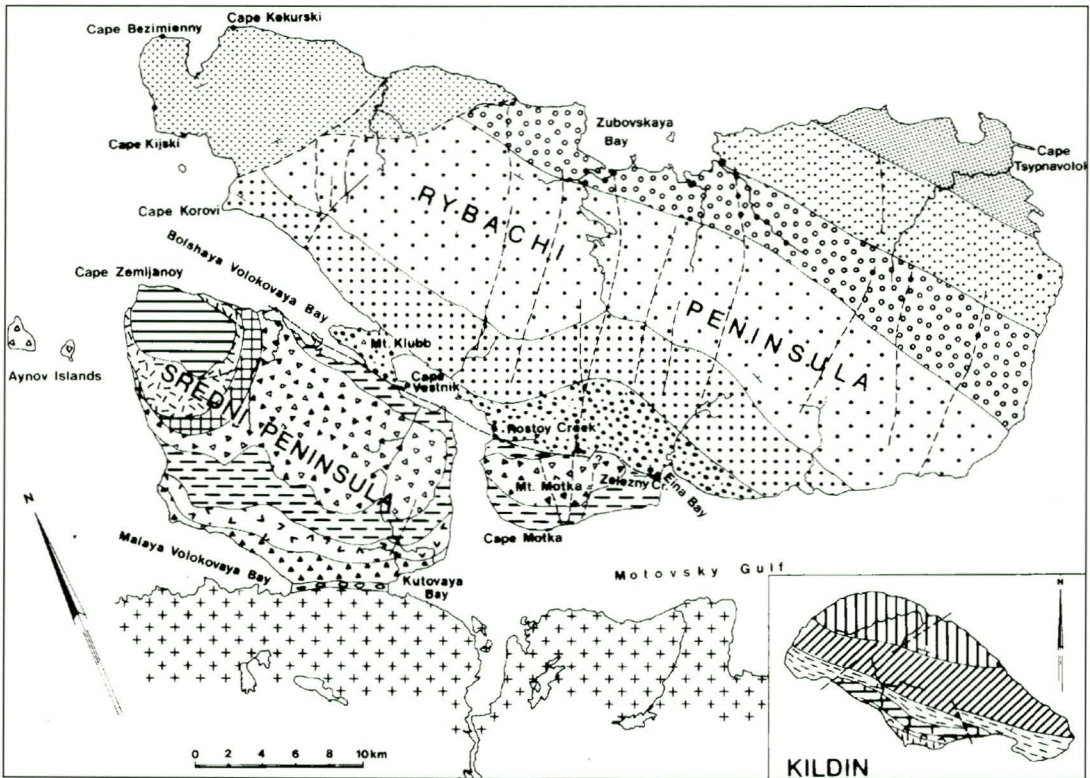 Cape Bezimienny
Cape Kekurski
Zubovskaya
Bay
Cape
Tsypnavolok
Cape Kijski
RYBACHI
Cape Korovi
Bolshaya Volokovaya Bay
Cape Zemljanoy
PENINSULA
Mt. Klubb
Aynov Islands
Cape
Vestnik
SREDNI PENINSULA
Rostoy Creek
Mt. Motka
Zelezny C.
Eina Bay
Cape Motka
N
Malaya Volokovaya Bay
Kutovaya
Bay
Motovsky Gulf
N
0 2 4 6 8 10km
KILDIN